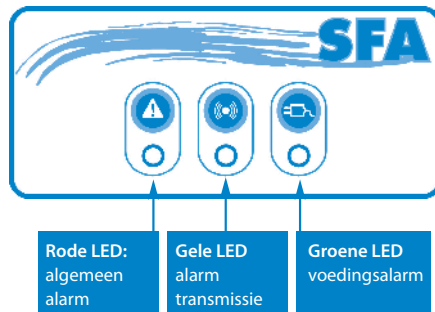 SFA
Rode LED:
algemeen
alarm
Gele LED
alarm
transmissie
Groene LED
voedingsalarm